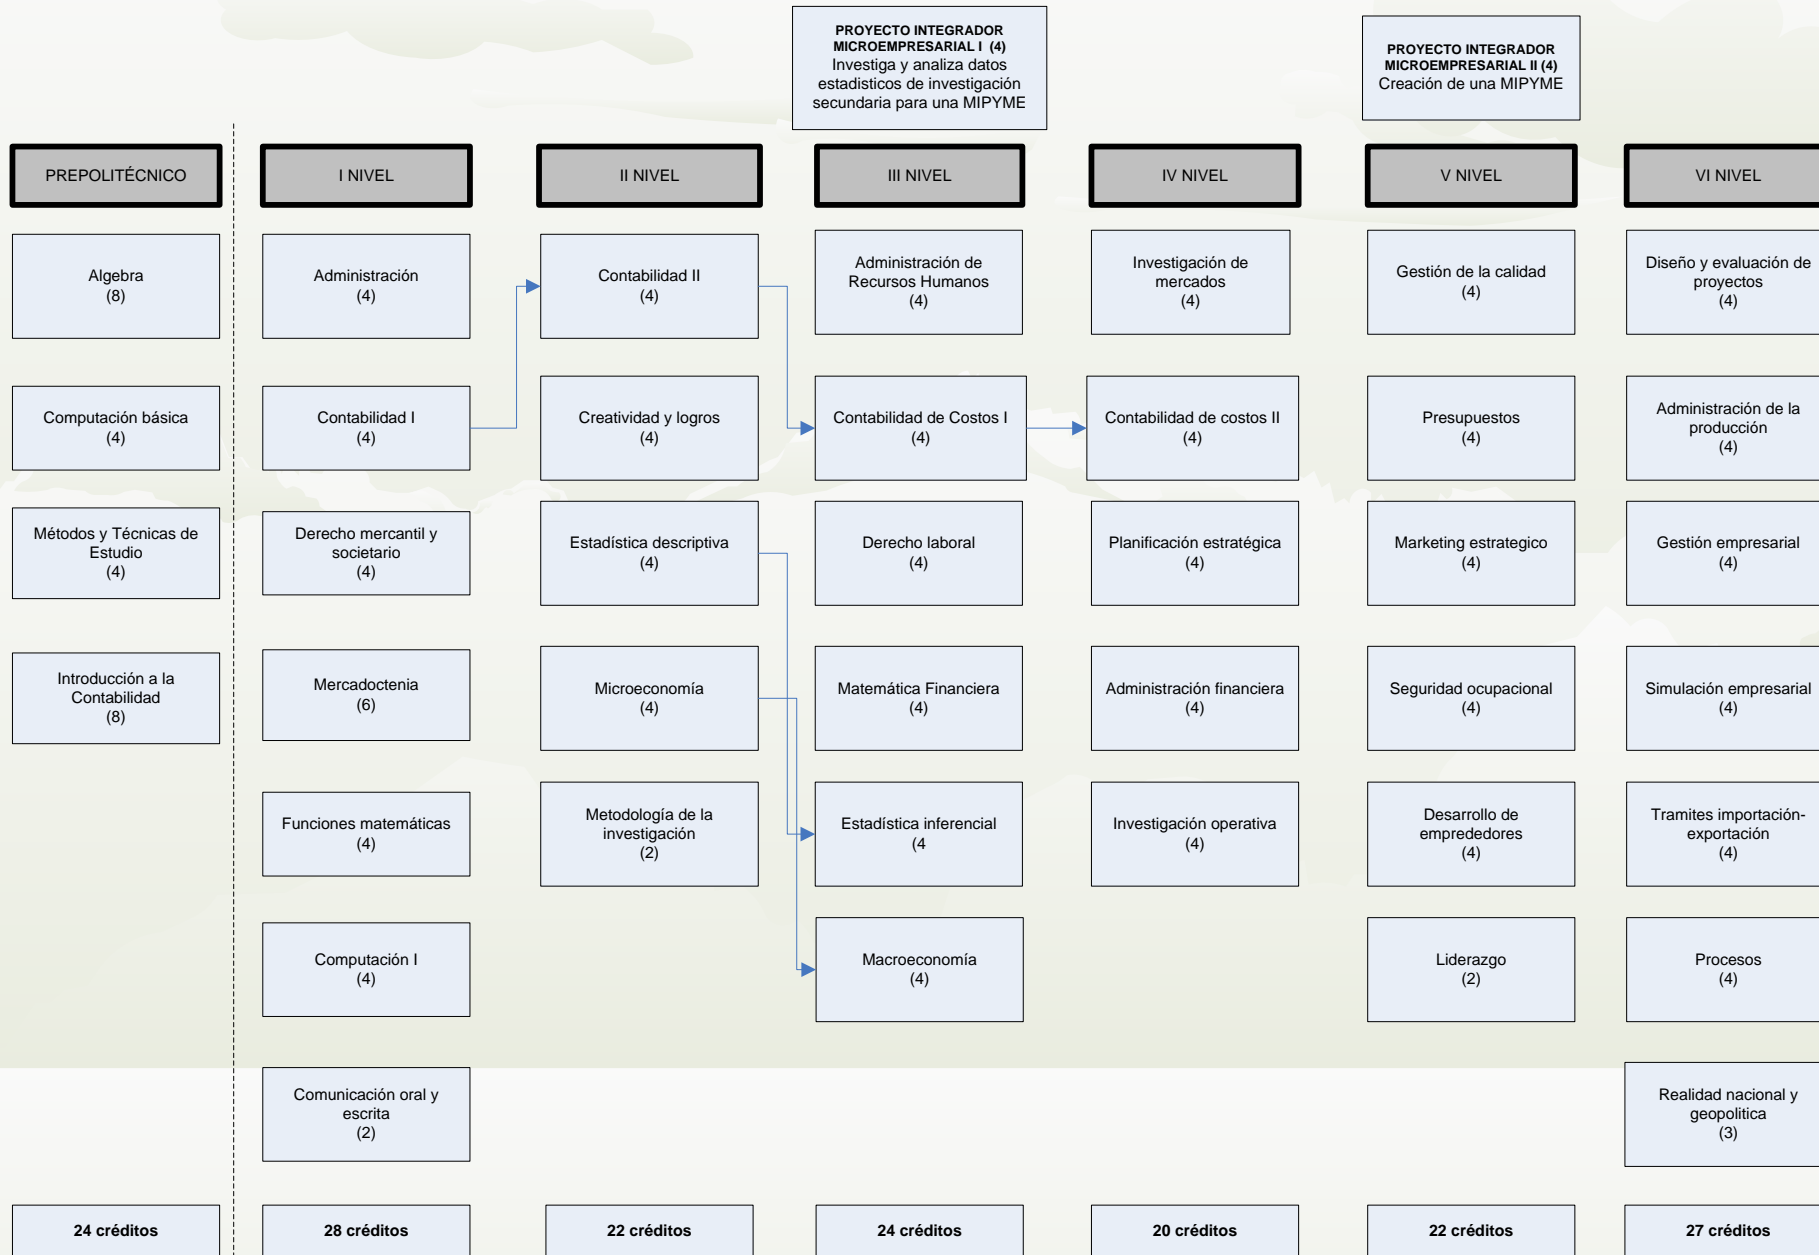 PROYECTO INTEGRADOR
MICROEMPRESARIAL I (4)
Investiga y analiza datos
estadisticos de investigación
secundaria para una MIPYME
PROYECTO INTEGRADOR
MICROEMPRESARIAL II (4)
Creación de una MIPYME
PREPOLITÉCNICO
Algebra
(8)
Computación básica
(4)
Métodos y Técnicas de
Estudio
(4)
Introducción a la
Contabilidad
(8)
24 créditos
I NIVEL
Administración
(4)
Contabilidad I
(4)
Derecho mercantil y
societario
(4)
Mercadoctenia
(6)
Funciones matemáticas
(4)
Computación I
(4)
Comunicación oral y
escrita
(2)
28 créditos
II NIVEL
Contabilidad II
(4)
Creatividad y logros
(4)
Estadística descriptiva
(4)
Microeconomía
(4)
Metodología de la
investigación
(2)
22 créditos
III NIVEL
Administración de
Recursos Humanos
(4)
Contabilidad de Costos I
(4)
Derecho laboral
(4)
Matemática Financiera
(4)
Estadística inferencial
(4
Macroeconomía
(4)
24 créditos
IV NIVEL
Investigación de
mercados
(4)
Contabilidad de costos II
(4)
Planificación estratégica
(4)
Administración financiera
(4)
Investigación operativa
(4)
20 créditos
V NIVEL
Gestión de la calidad
(4)
Presupuestos
(4)
Marketing estrategico
(4)
Seguridad ocupacional
(4)
Desarrollo de
empredededores
(4)
Liderazgo
(2)
22 créditos
VI NIVEL
Diseño y evaluación de
proyectos
(4)
Administración de la
producción
(4)
Gestión empresarial
(4)
Simulación empresarial
(4)
Tramites importación-
exportación
(4)
Procesos
(4)
Realidad nacional y
geopolitica
(3)
27 créditos